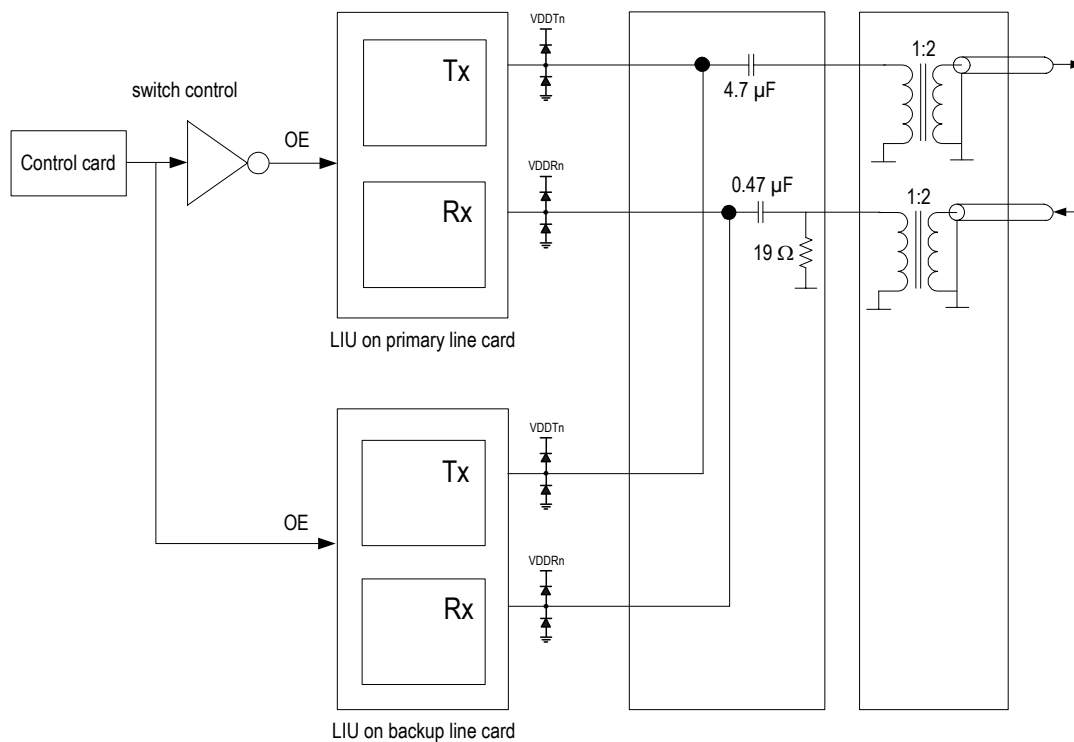 VDDTn
Tx
1:2
4.7 µF
switch control
OE
Control card
VDDRn
0.47 µF
Rx
1:2
19 Ω
LIU on primary line card
VDDTn
Tx
OE
VDDRn
Rx
LIU on backup line card